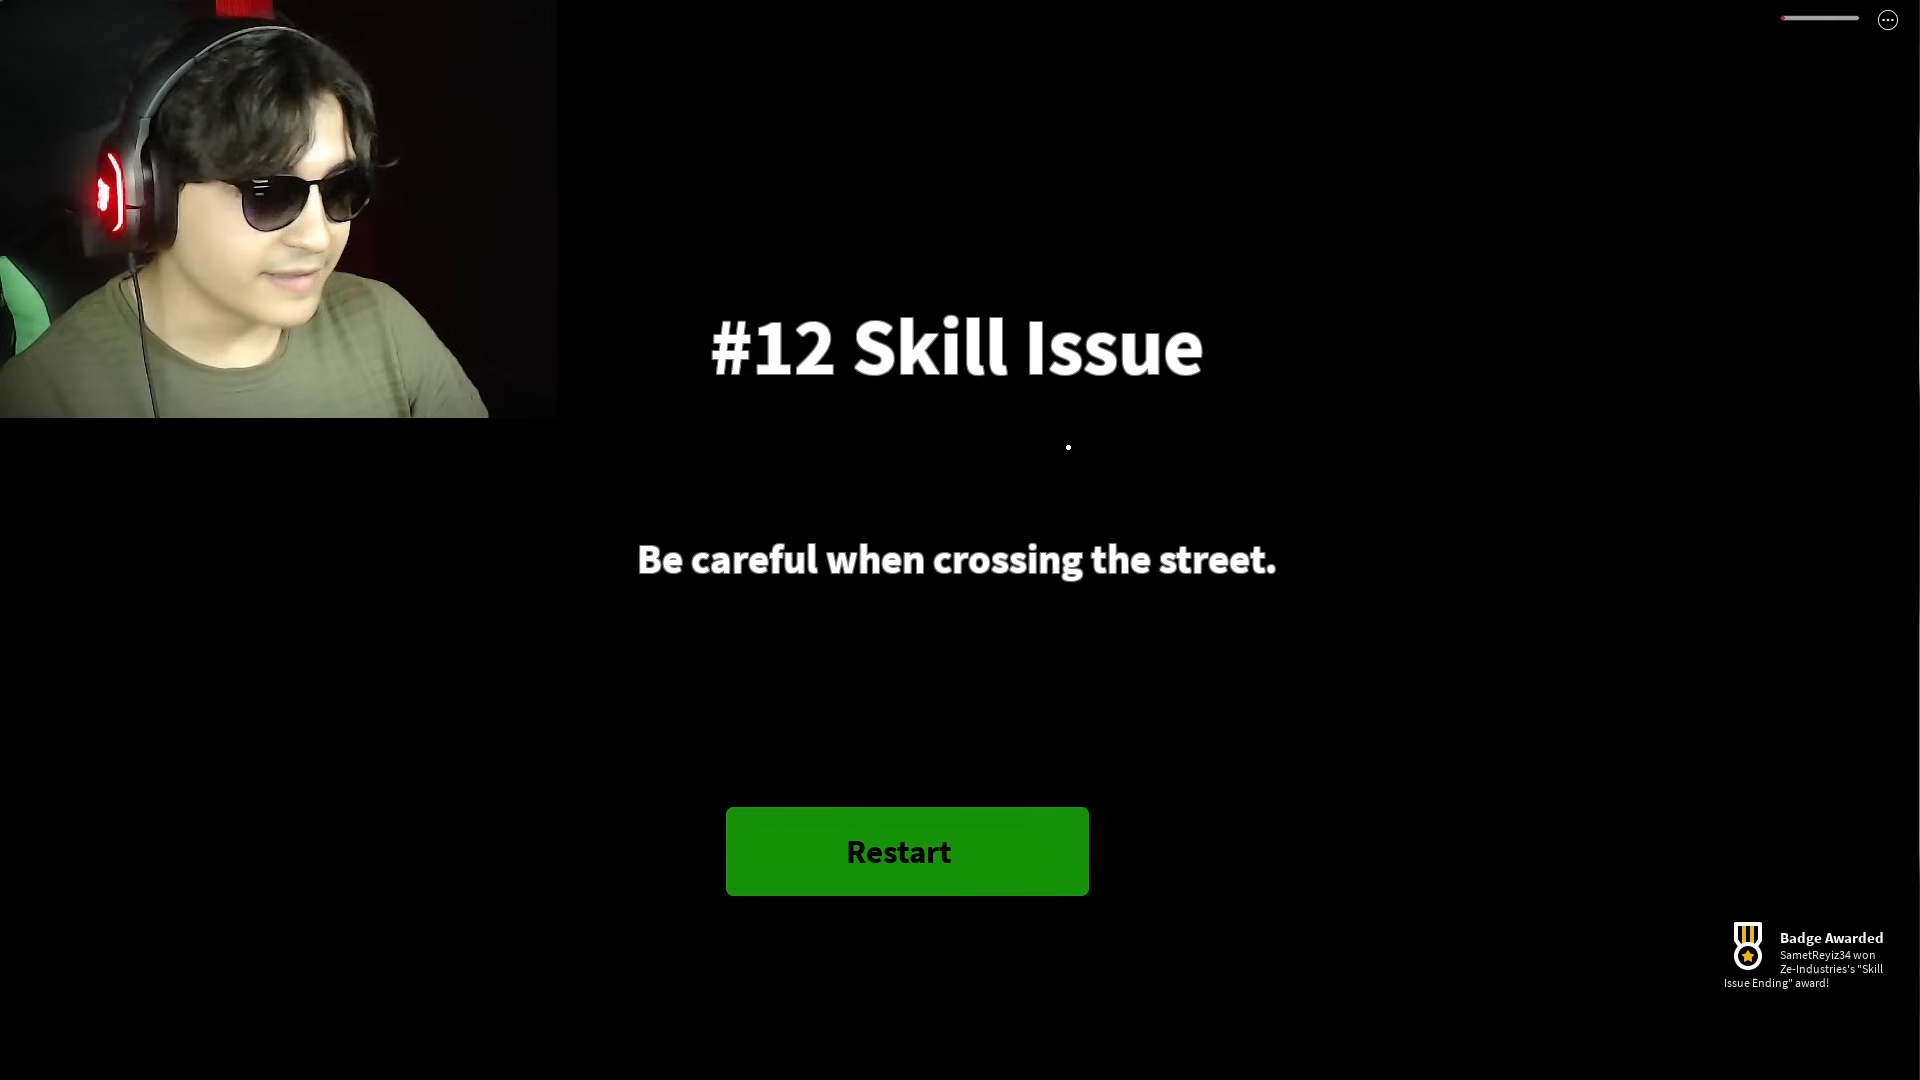 #12 Skill Issue
Be careful when crossing the street.
Restart
Badge Awarded
SametReyiz34 won
Ze-Industries's "Skill
Issue Ending" award!